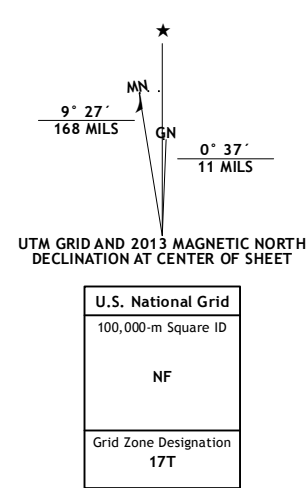 ★
MN
9° 27´
168 MILS
GN
0° 37´
11 MILS
UTM GRID AND 2013 MAGNETIC NORTH
DECLINATION AT CENTER OF SHEET
U.S. National Grid
100,000-m Square ID
NF
Grid Zone Designation
17T